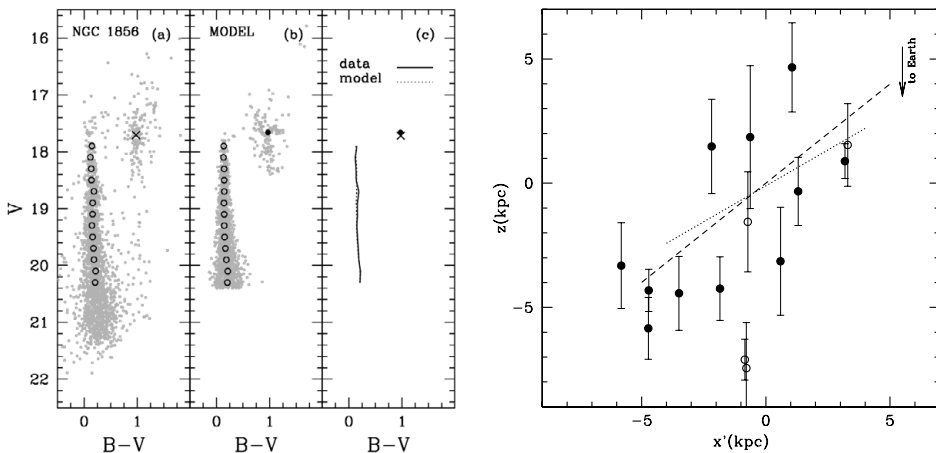 NGC 1856 (a)
MODEL (b)
(c)
data
model
16
17
18
19
20
21
22
V
0 1
0 1
0 1
B-V
B-V
B-V
5
0
-5
z(kpc)
to Earth
-5 0 5
x'(kpc)